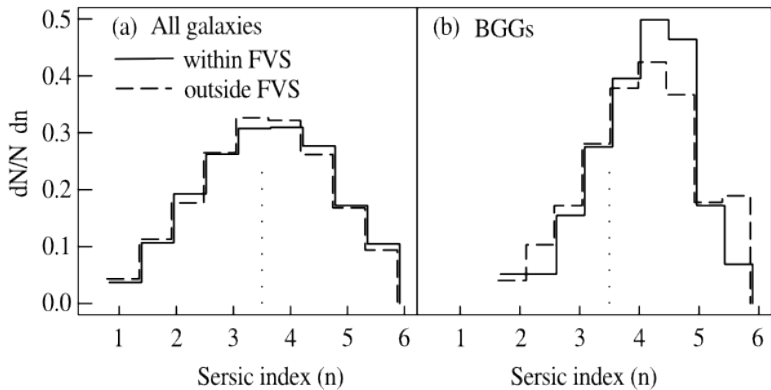 (a) All galaxies
within FVS
outside FVS
(b) BGGs
dN/N dn
0.5
0.4
0.3
0.2
0.1
0.0
1 2 3 4 5 6
1 2 3 4 5 6
Sersic index (n)
Sersic index (n)